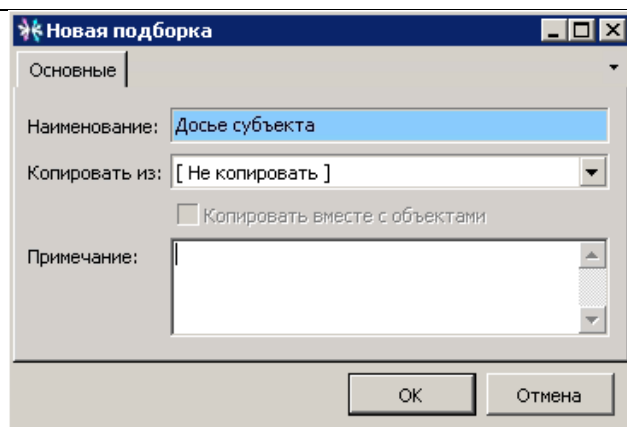 Новая подборка
Основные
Наименование: Досье субъекта
Копировать из: [ Не копировать ]
Копировать вместе с объектами
Примечание:
OK Отмена